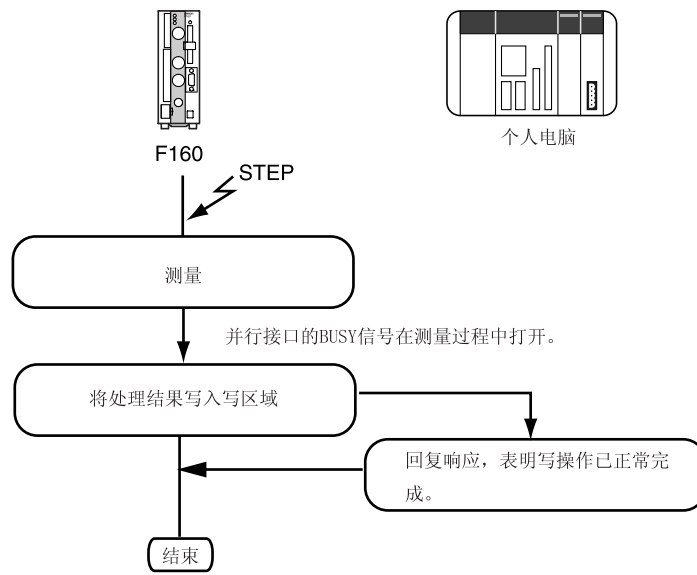 个人电脑
F160
STEP
测量
并行接口的BUSY信号在测量过程中打开。
将处理结果写入写区域
回复响应，表明写操作已正常完
成。
结束